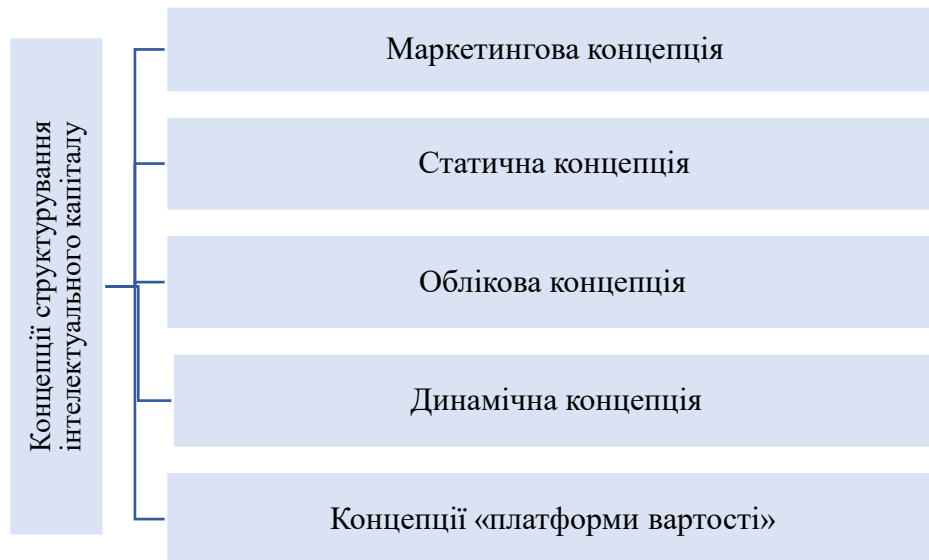 Концепції структурування
інтелектуального капіталу
Маркетингова концепція
Статична концепція
Облікова концепція
Динамічна концепція
Концепції «платформи вартості»